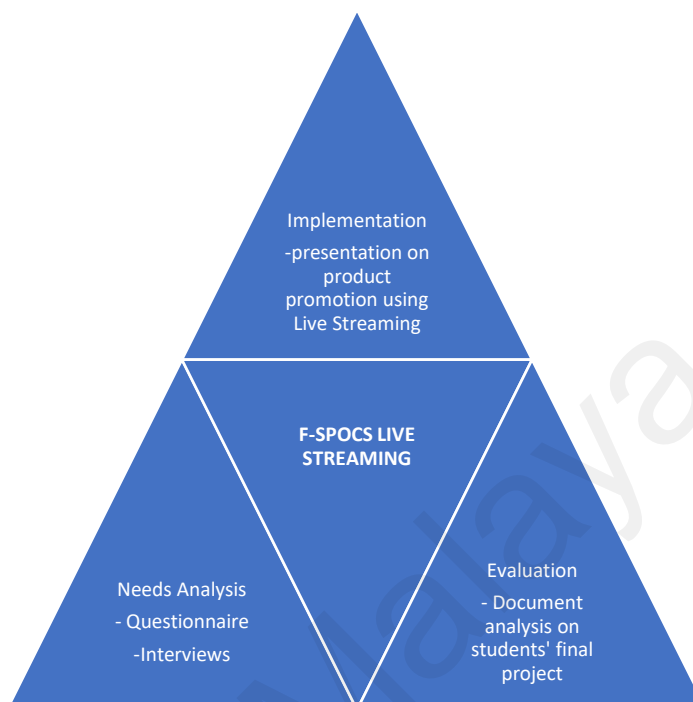 Implementation
-presentation on
product
promotion using
Live Streaming
F-SPOCS LIVE
STREAMING
Needs Analysis
- Questionnaire
-Interviews
Evaluation
- Document
analysis on
students' final
project
Malaya